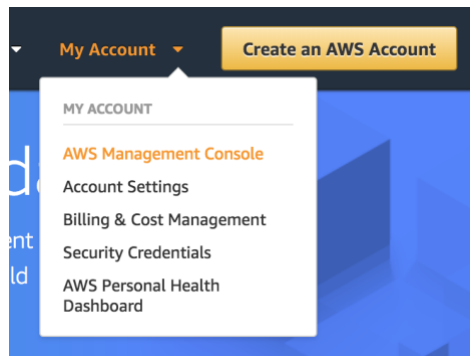 My Account
Create an AWS Account
MY ACCOUNT
AWS Management Console
Account Settings
Billing & Cost Management
Security Credentials
AWS Personal Health
Dashboard